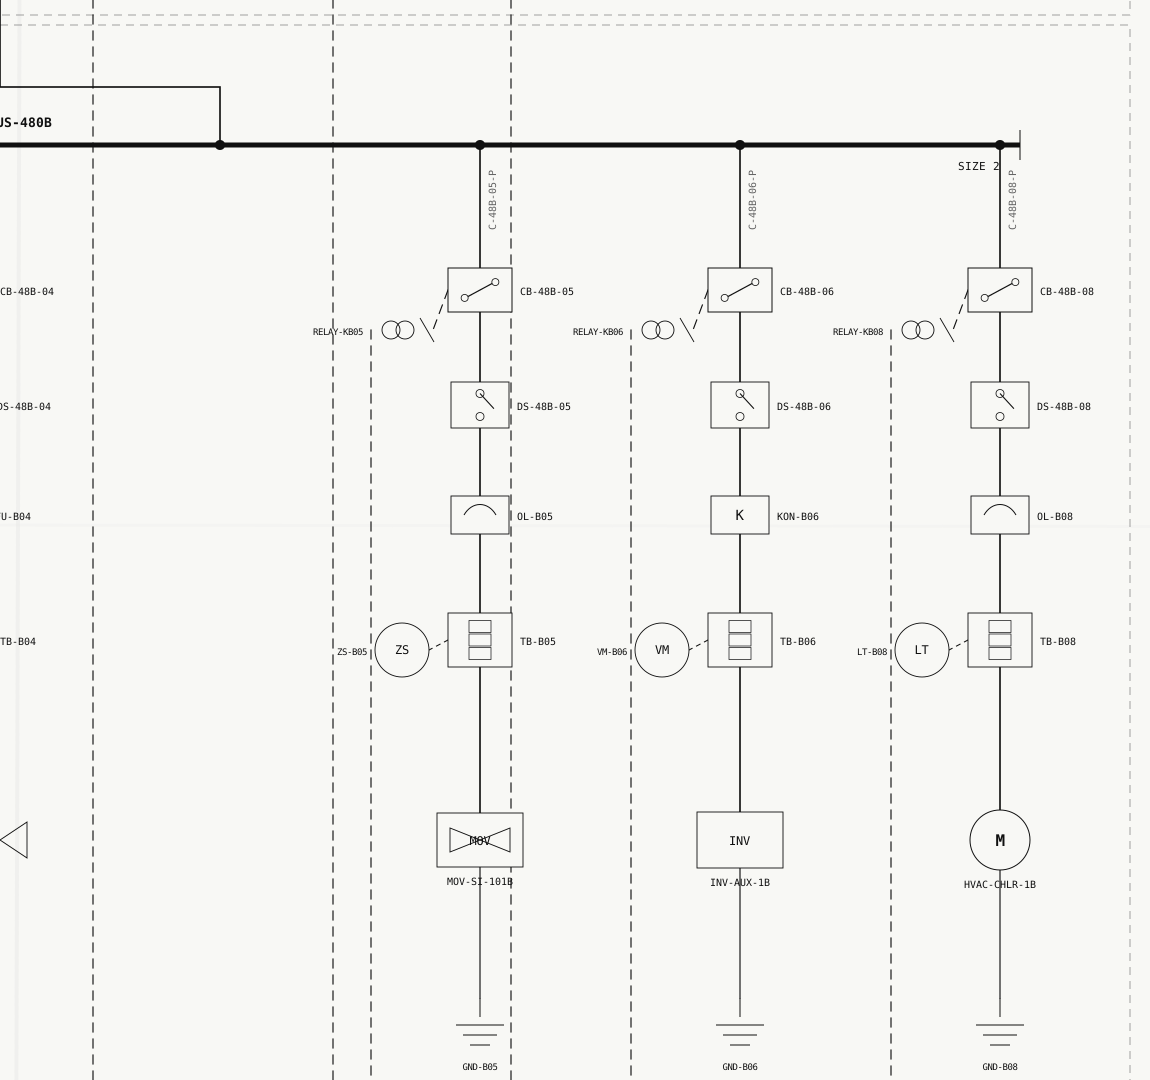 US-480B
SIZE 2
C-48B-05-P
C-48B-06-P
C-48B-08-P
CB-48B-04
CB-48B-05
CB-48B-06
CB-48B-08
RELAY-KB05
RELAY-KB06
RELAY-KB08
DS-48B-04
DS-48B-05
DS-48B-06
DS-48B-08
U-B04
OL-B05
K
KON-B06
OL-B08
TB-B04
ZS-B05
ZS
TB-B05
VM-B06
VM
TB-B06
LT-B08
LT
TB-B08
MOV
INV
M
MOV-SI-101B
INV-AUX-1B
HVAC-CHLR-1B
GND-B05
GND-B06
GND-B08